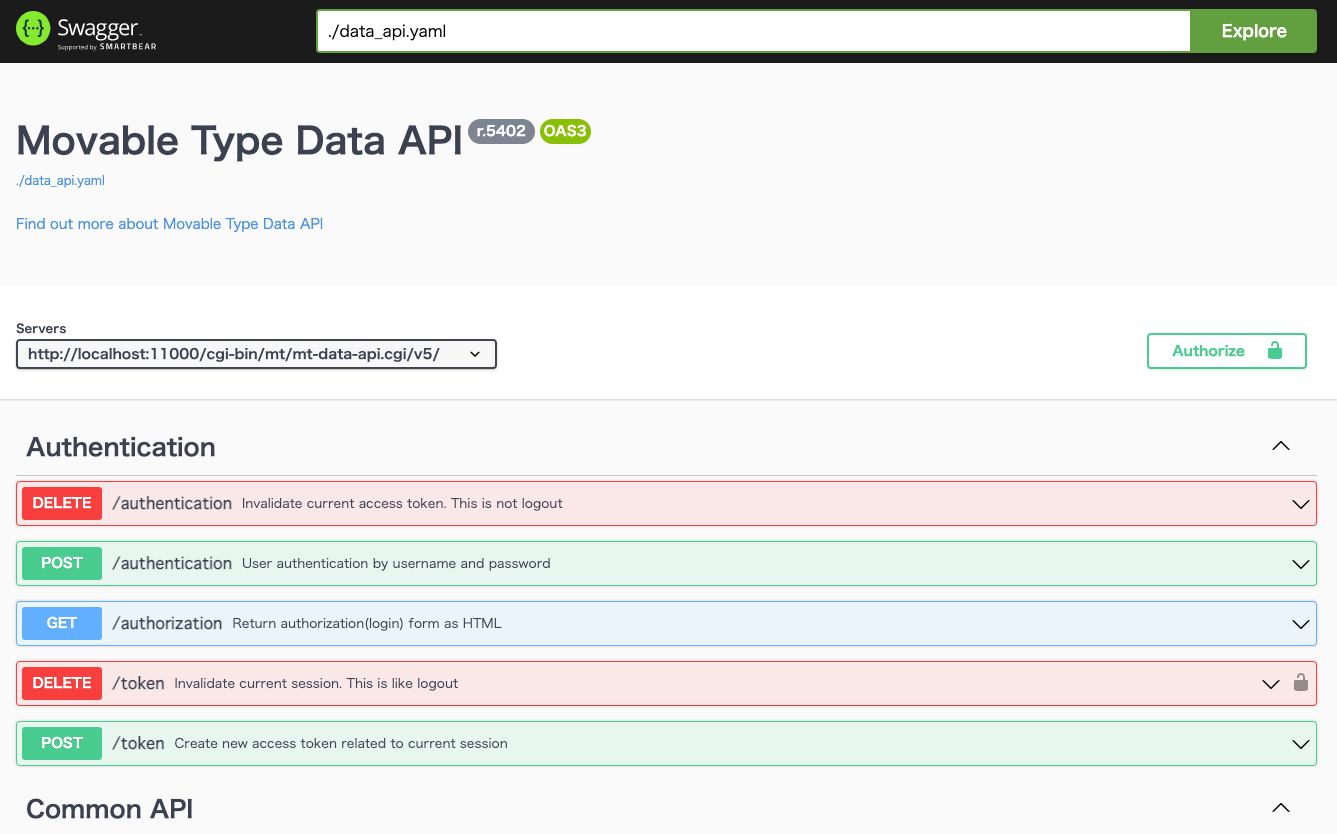 Swagger
Supported by SMARTBEAR
./data_api.yaml
Explore
Movable Type Data API r.5402 OAS3
./data_api.yaml
Find out more about Movable Type Data API
Servers
http://localhost:11000/cgi-bin/mt/mt-data-api.cgi/v5/
Authorize
Authentication
DELETE /authentication Invalidate current access token. This is not logout
POST /authentication User authentication by username and password
GET /authorization Return authorization(login) form as HTML
DELETE /token Invalidate current session. This is like logout
POST /token Create new access token related to current session
Common API